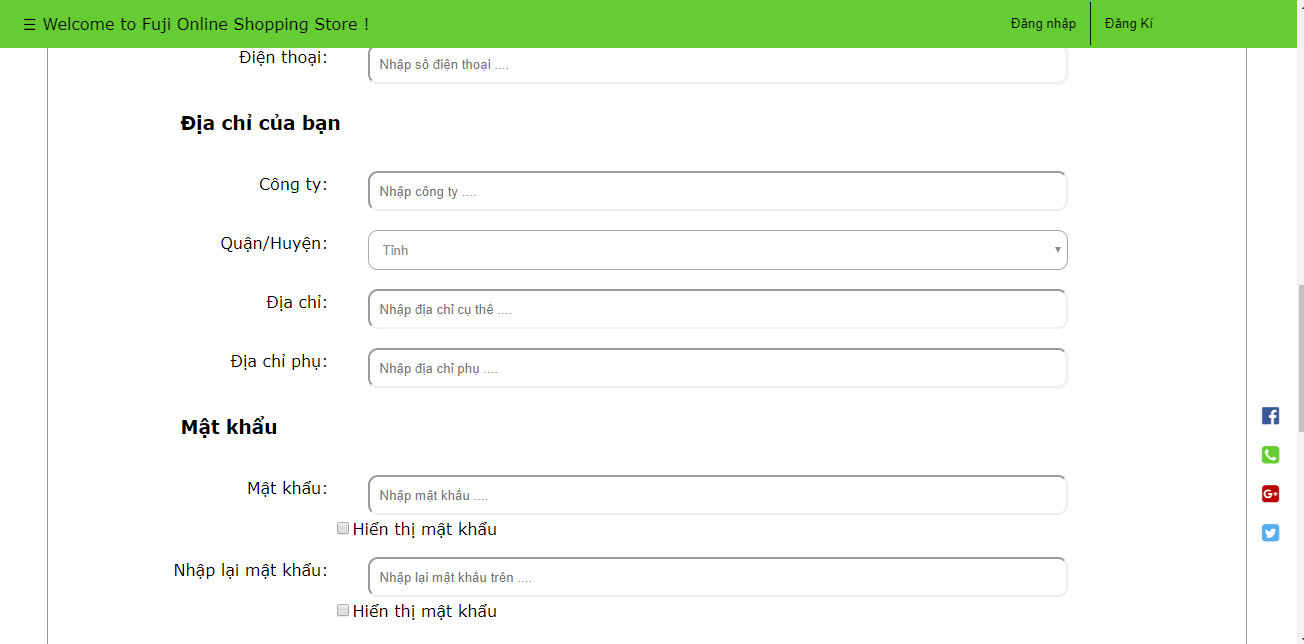 ☰ Welcome to Fuji Online Shopping Store !
Đăng nhập
Đăng Kí
Điện thoại:
Nhập số điện thoại ....
Địa chỉ của bạn
Công ty:
Nhập công ty ....
Quận/Huyện:
Tỉnh
Địa chỉ:
Nhập địa chỉ cụ thể ....
Địa chỉ phụ:
Nhập địa chỉ phụ ....
Mật khẩu
Mật khẩu:
Nhập mật khẩu ....
Hiển thị mật khẩu
Nhập lại mật khẩu:
Nhập lại mật khẩu trên ....
Hiển thị mật khẩu